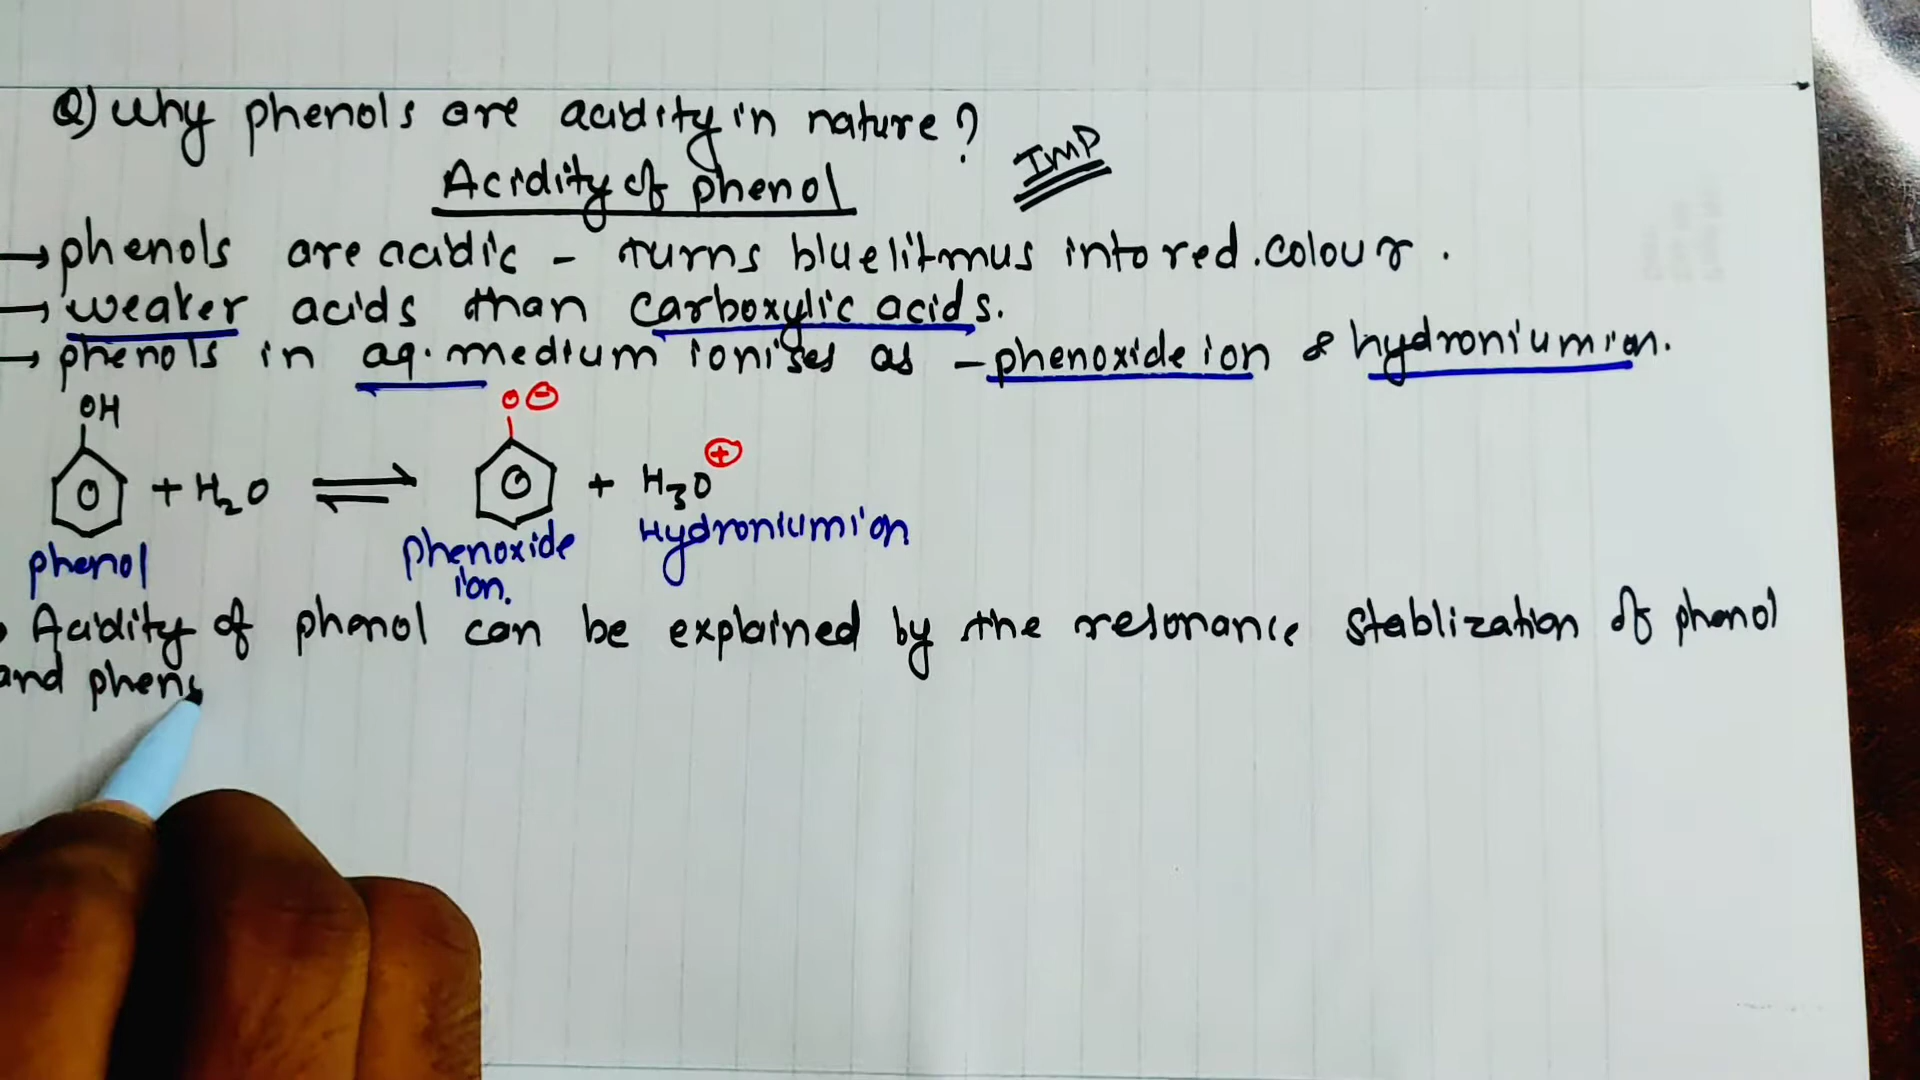 Q) Why phenols are acidity in nature?
IMP
Acidity of phenol
→ phenols are acidic - turns blue litmus into red.colour.
→ weaker acids than carboxylic acids.
→ phenols in aq. medium ionises as - phenoxide ion & hydronium ion.
OH
O⊖
+ H₂O ⇌ + H₃O⊕
phenol
phenoxide ion.
Hydronium ion
Acidity of phenol can be explained by the resonance stablization of phenol
and pheno